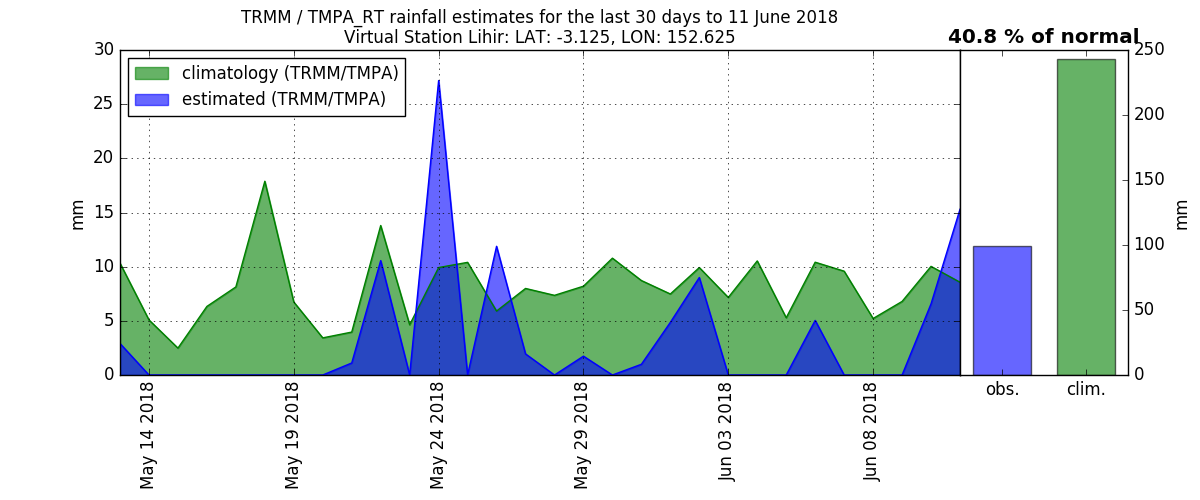 TRMM / TMPA_RT rainfall estimates for the last 30 days to 11 June 2018
Virtual Station Lihir: LAT: -3.125, LON: 152.625
40.8 % of normal
climatology (TRMM/TMPA)
estimated (TRMM/TMPA)
30
25
20
15
10
5
0
mm
May 14 2018
May 19 2018
May 24 2018
May 29 2018
Jun 03 2018
Jun 08 2018
250
200
150
100
50
0
mm
obs.
clim.